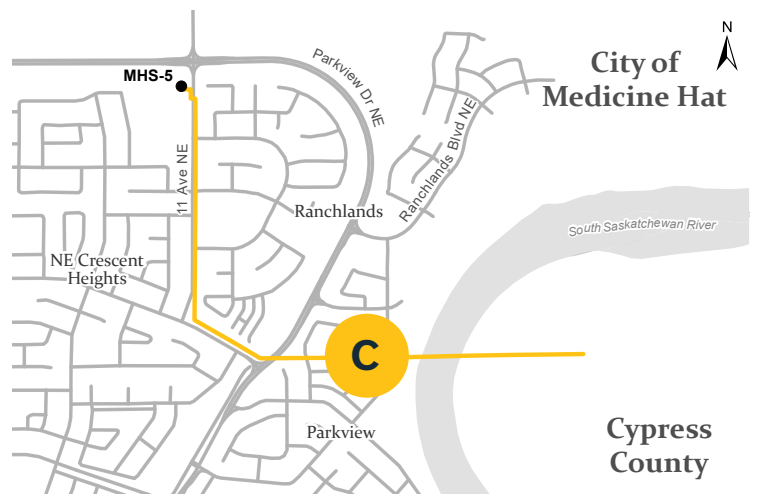 N
City of
Medicine Hat
MHS-5
Parkview Dr NE
Ranchlands Blvd NE
11 Ave NE
Ranchlands
South Saskatchewan River
NE Crescent
Heights
C
Parkview
Cypress
County